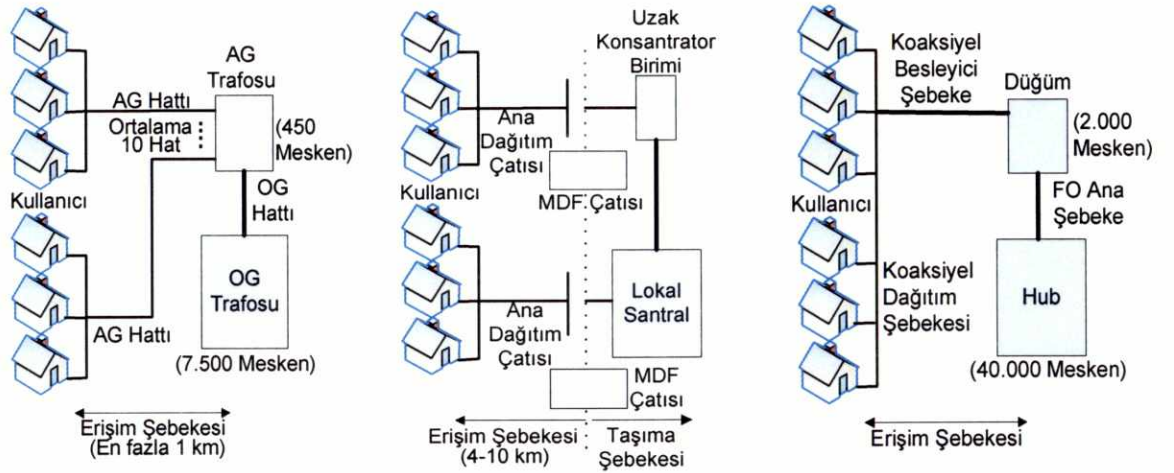 AG
Trafosu
AG Hattı
Ortalama
10 Hat
(450
Mesken)
Kullanıcı
OG
Hattı
OG
Trafosu
AG Hattı
(7.500 Mesken)
Erişim Şebekesi
(En fazla 1 km)
Uzak
Konsantrator
Birimi
Ana
Dağıtım
Çatısı
Kullanıcı
MDF Çatısı
Ana
Dağıtım
Çatısı
Lokal
Santral
MDF
Çatısı
Erişim Şebekesi
(4-10 km)
Taşıma
Şebekesi
Koaksiyel
Besleyici
Şebeke
Düğüm
(2.000
Mesken)
Kullanıcı
FO Ana
Şebeke
Koaksiyel
Dağıtım
Şebekesi
Hub
(40.000 Mesken)
Erişim Şebekesi